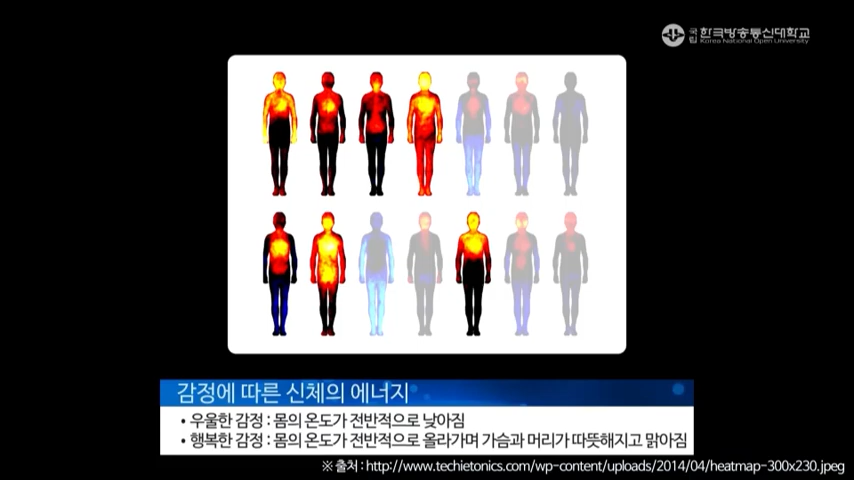 국립 한국방송통신대학교
Korea National Open University
감정에 따른 신체의 에너지
• 우울한 감정 : 몸의 온도가 전반적으로 낮아짐
• 행복한 감정 : 몸의 온도가 전반적으로 올라가며 가슴과 머리가 따뜻해지고 맑아짐
※ 출처 : http://www.techietonics.com/wp-content/uploads/2014/04/heatmap-300x230.jpeg